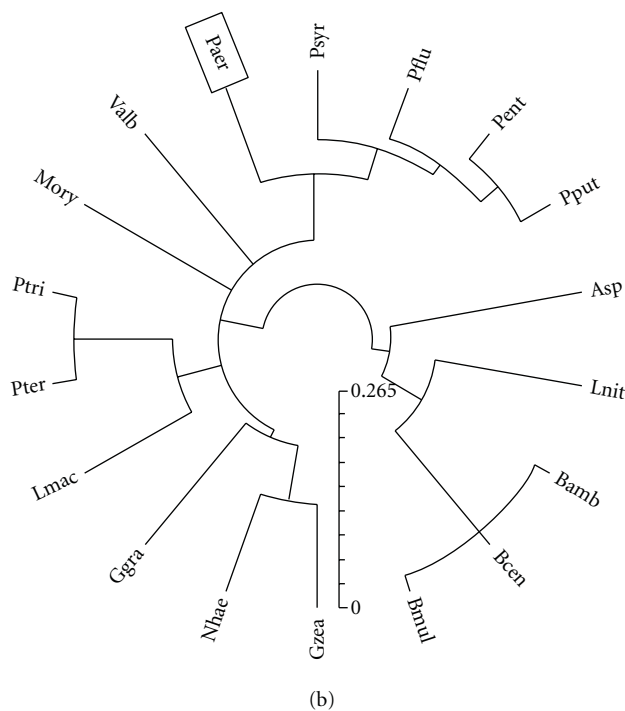 Paer
Psyr
Pflu
Pent
Pput
Valb
Mory
Ptri
Pter
Lmac
Ggra
Nhae
Gzea
Asp
Lnit
Bamb
Bcen
Bmul
0.265
0
(b)